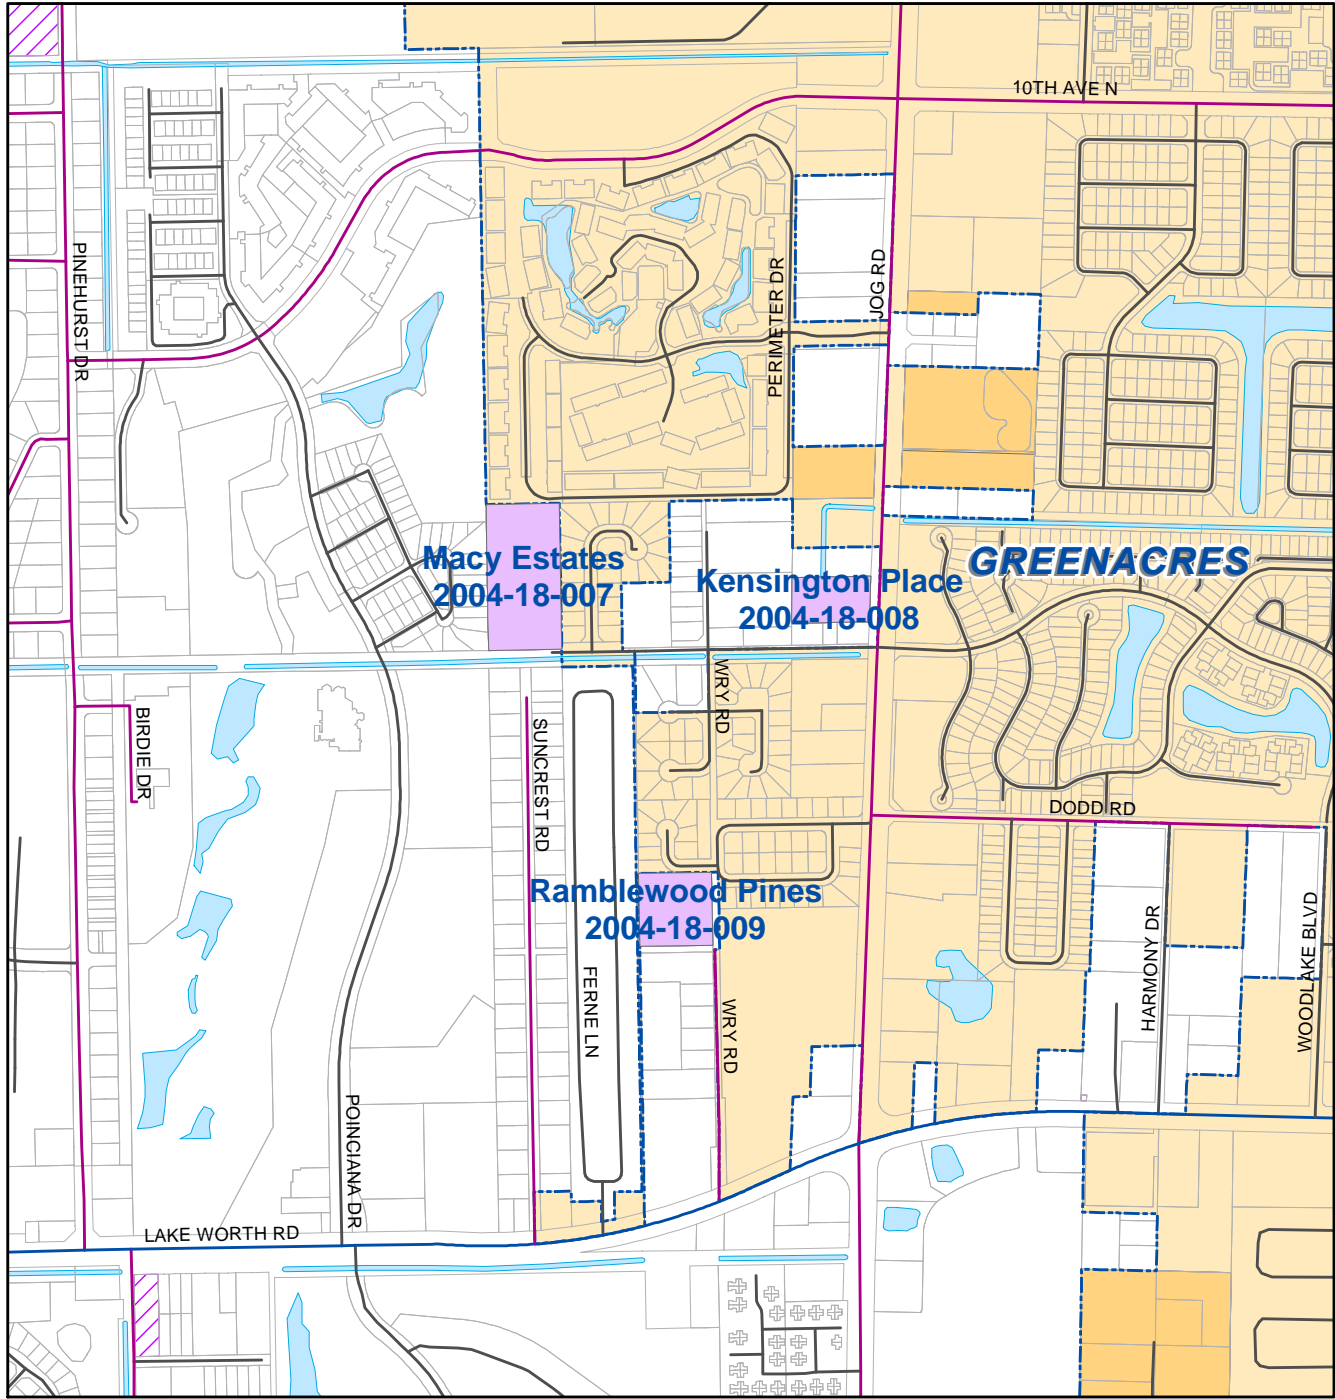 10TH AVE N
PINEHURST DR
JOG RD
PERIMETER DR
Macy Estates
2004-18-007
Kensington Place
2004-18-008
GREENACRES
WRY RD
BIRDIE DR
SUNCREST RD
DODD RD
Ramblewood Pines
2004-18-009
HARMONY DR
WOODLAKE BLVD
FERNE LN
WRY RD
POINCIANA DR
LAKE WORTH RD